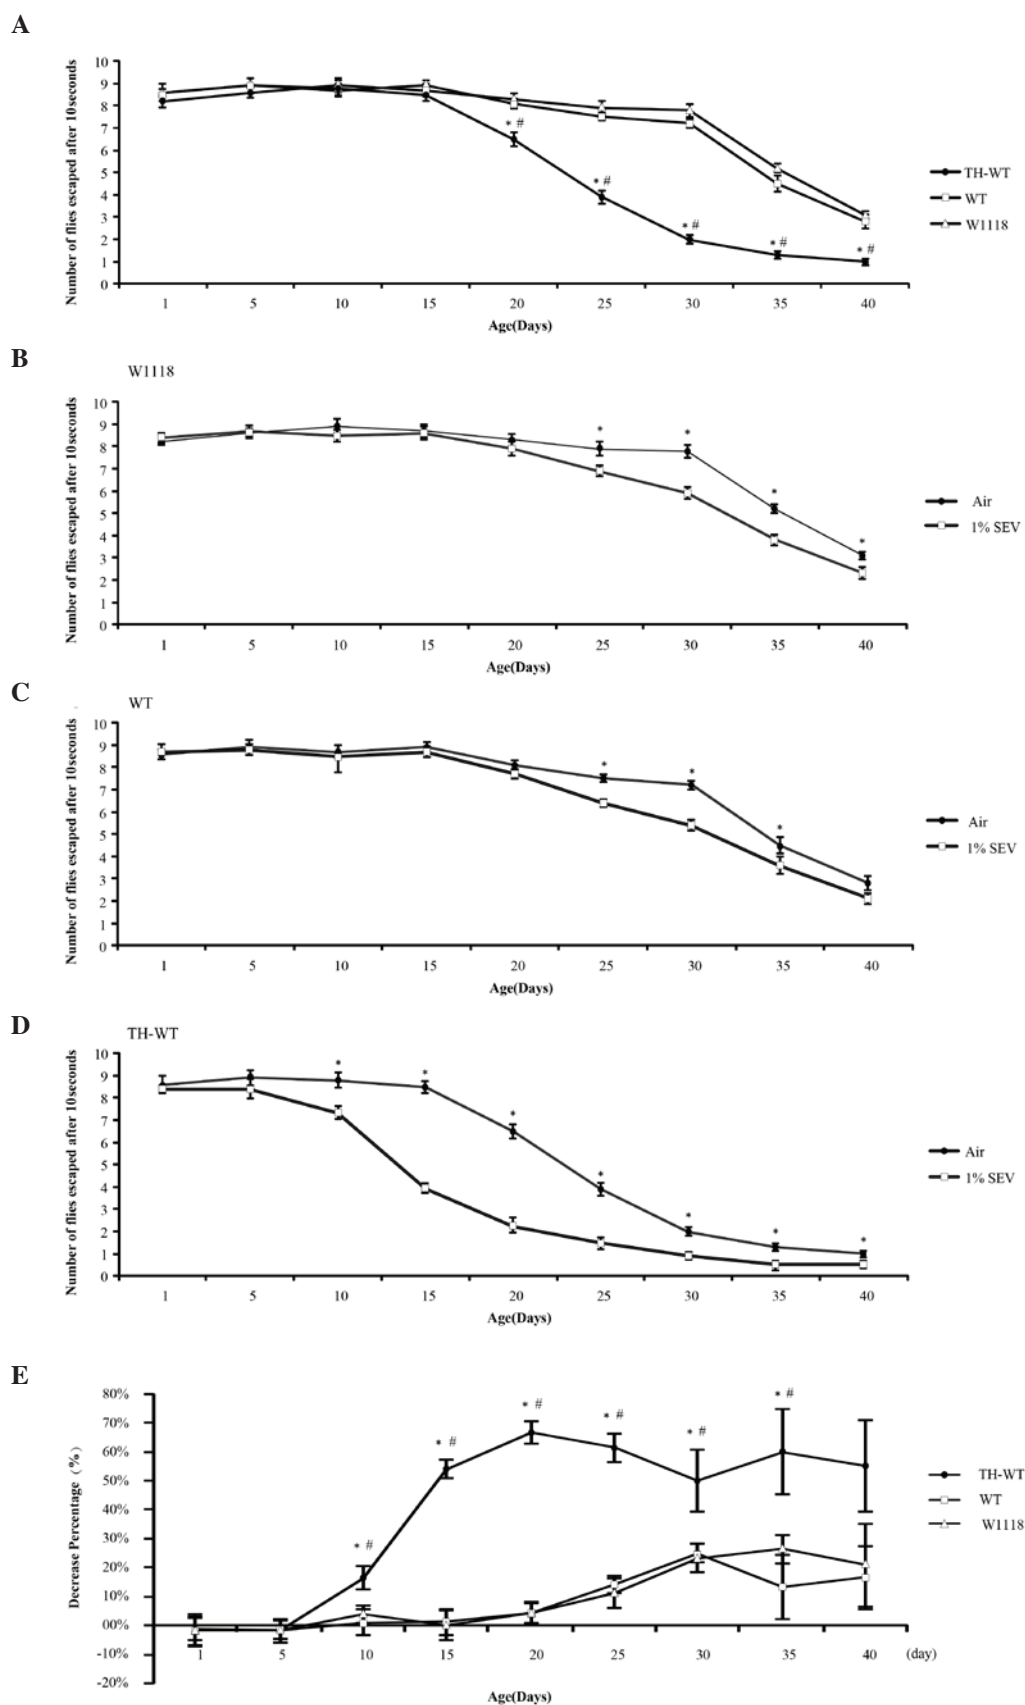 A
Number of flies escaped after 10seconds
10
9
8
7
6
5
4
3
2
1
0
* #
* #
* #
* #
* #
1 5 10 15 20 25 30 35 40
Age(Days)
TH-WT
WT
W1118
B
W1118
Number of flies escaped after 10seconds
10
9
8
7
6
5
4
3
2
1
0
* * * *
1 5 10 15 20 25 30 35 40
Age(Days)
Air
1% SEV
C
WT
Number of flies escaped after 10seconds
10
9
8
7
6
5
4
3
2
1
0
* * *
1 5 10 15 20 25 30 35 40
Age(Days)
Air
1% SEV
D
TH-WT
Number of flies escaped after 10seconds
10
9
8
7
6
5
4
3
2
1
0
* * * * * * *
1 5 10 15 20 25 30 35 40
Age(Days)
Air
1% SEV
E
Decrease Percentage (%)
80%
70%
60%
50%
40%
30%
20%
10%
00%
-10%
-20%
* #
* #
* #
* #
* #
* #
1 5 10 15 20 25 30 35 40 (day)
Age(Days)
TH-WT
WT
W1118